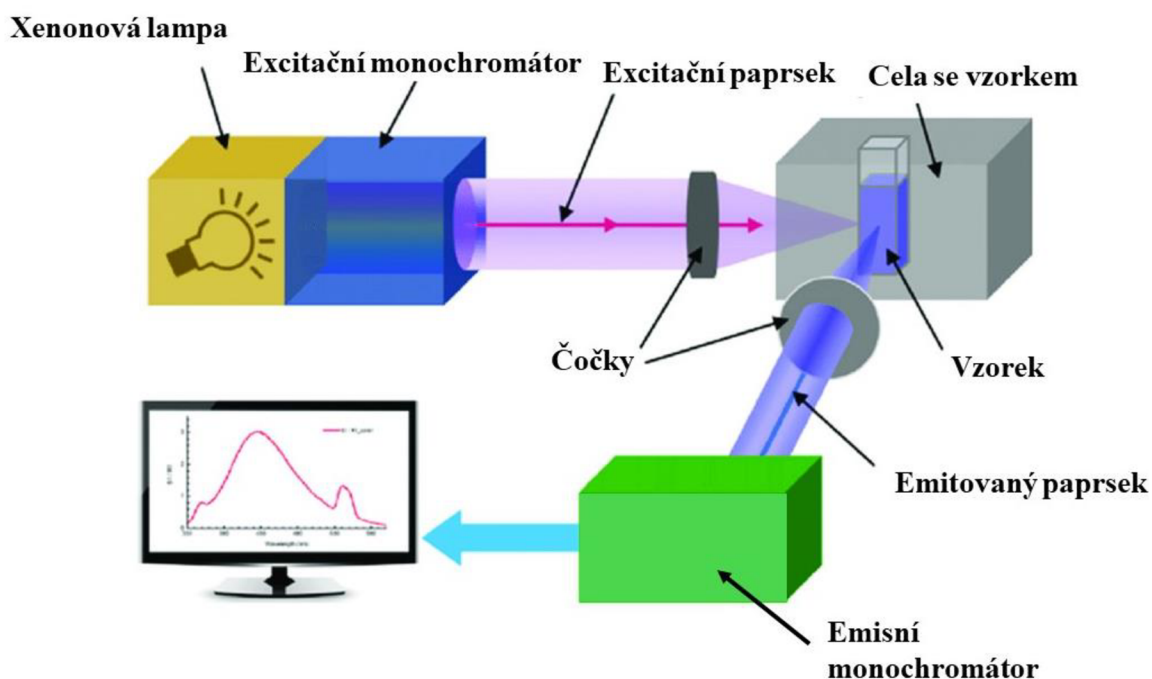 Xenonová lampa
Excitační monochromátor
Excitační paprsek
Cela se vzorkem
Čočky
Vzorek
Emitovaný paprsek
Emisní
monochromátor